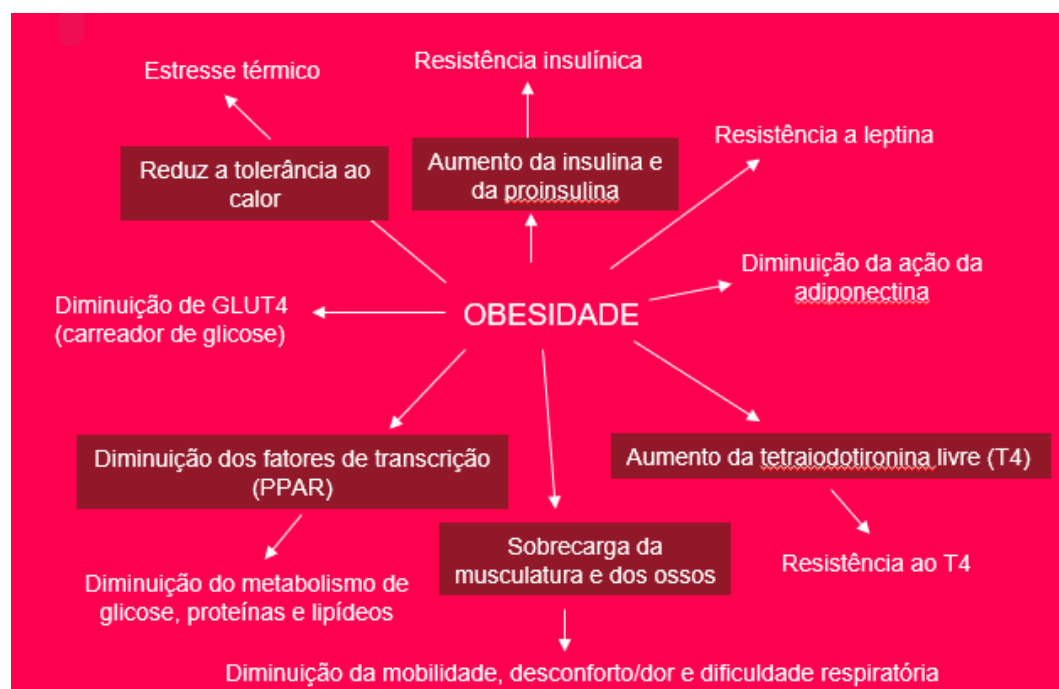 Estresse térmico
Resistência insulínica
Resistência a leptina
Reduz a tolerância ao
calor
Aumento da insulina e
da proinsulina
Diminuição da ação da
adiponectina
Diminuição de GLUT4
(carreador de glicose)
OBESIDADE
Diminuição dos fatores de transcrição
(PPAR)
Aumento da tetraiodotironina livre (T4)
Sobrecarga da
musculatura e dos ossos
Resistência ao T4
Diminuição do metabolismo de
glicose, proteínas e lipídeos
Diminuição da mobilidade, desconforto/dor e dificuldade respiratória